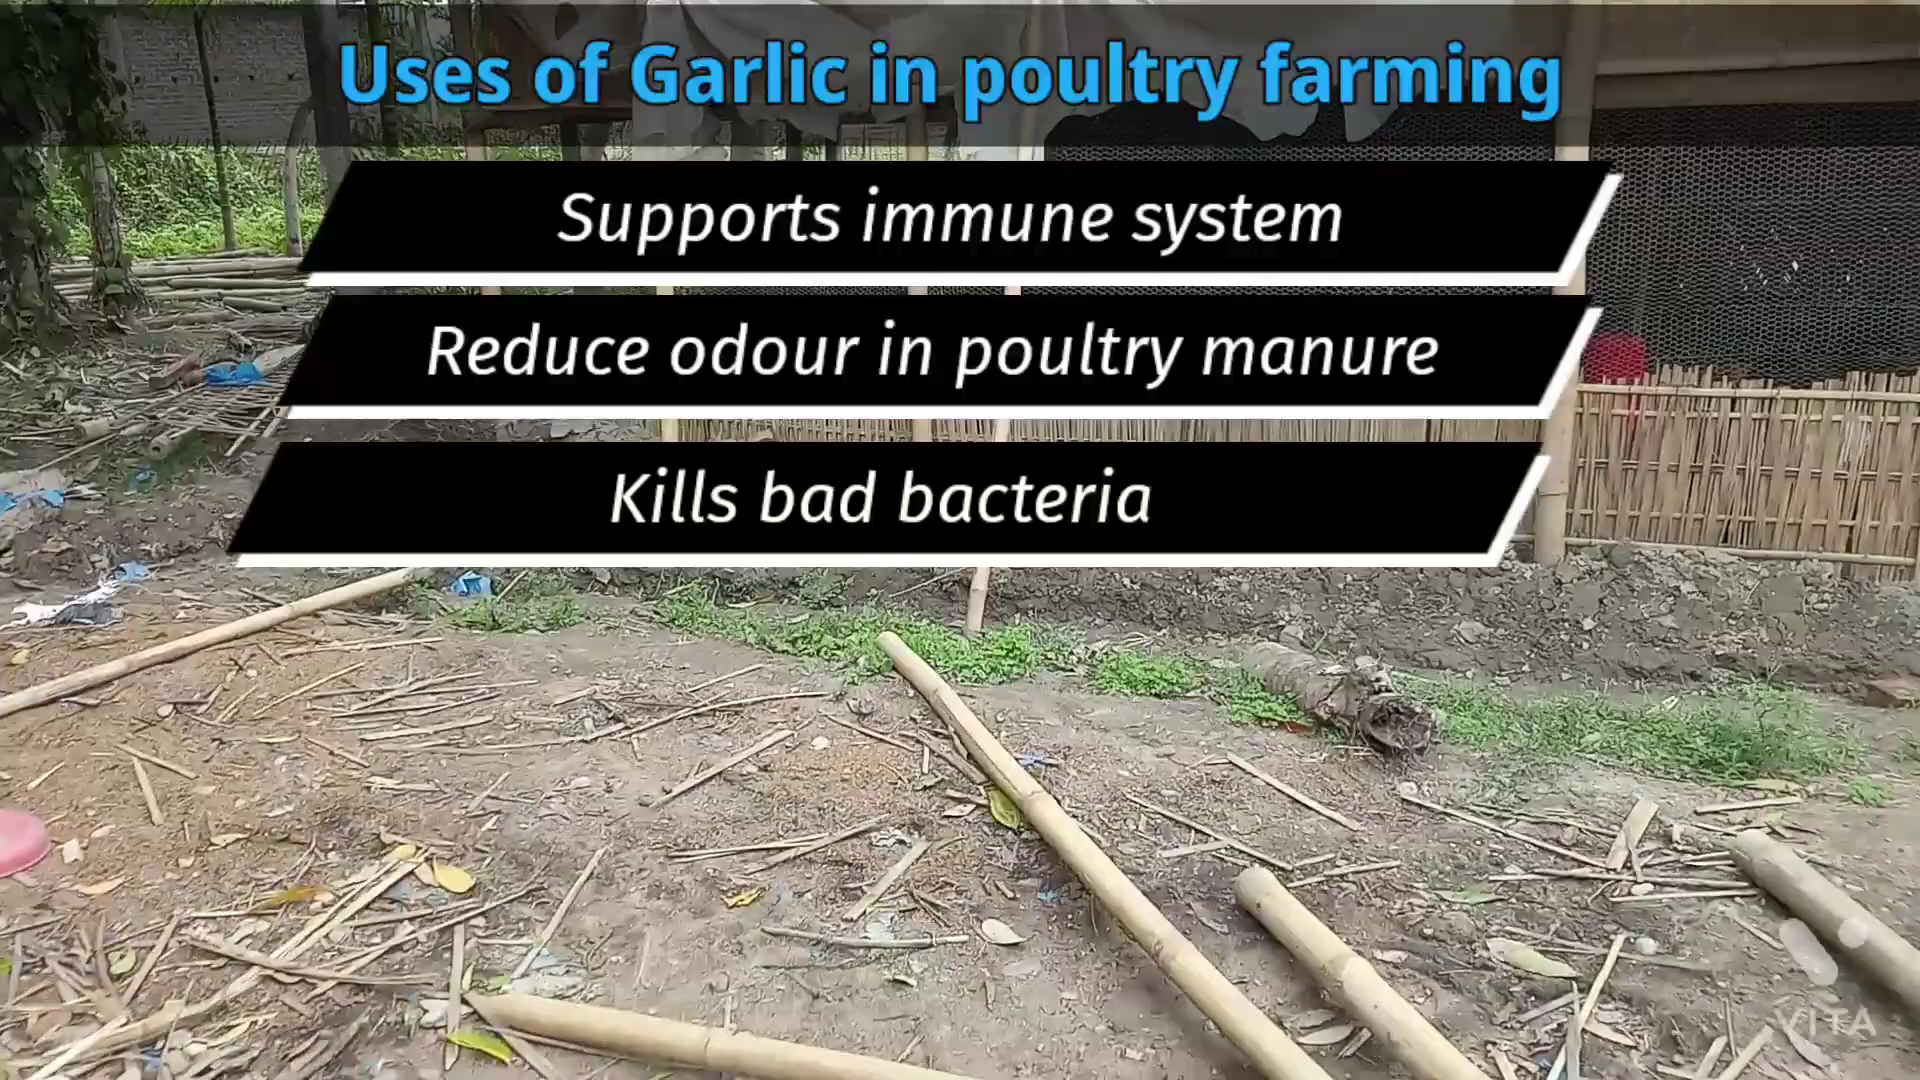 Uses of Garlic in poultry farming
Supports immune system
Reduce odour in poultry manure
Kills bad bacteria
VITA